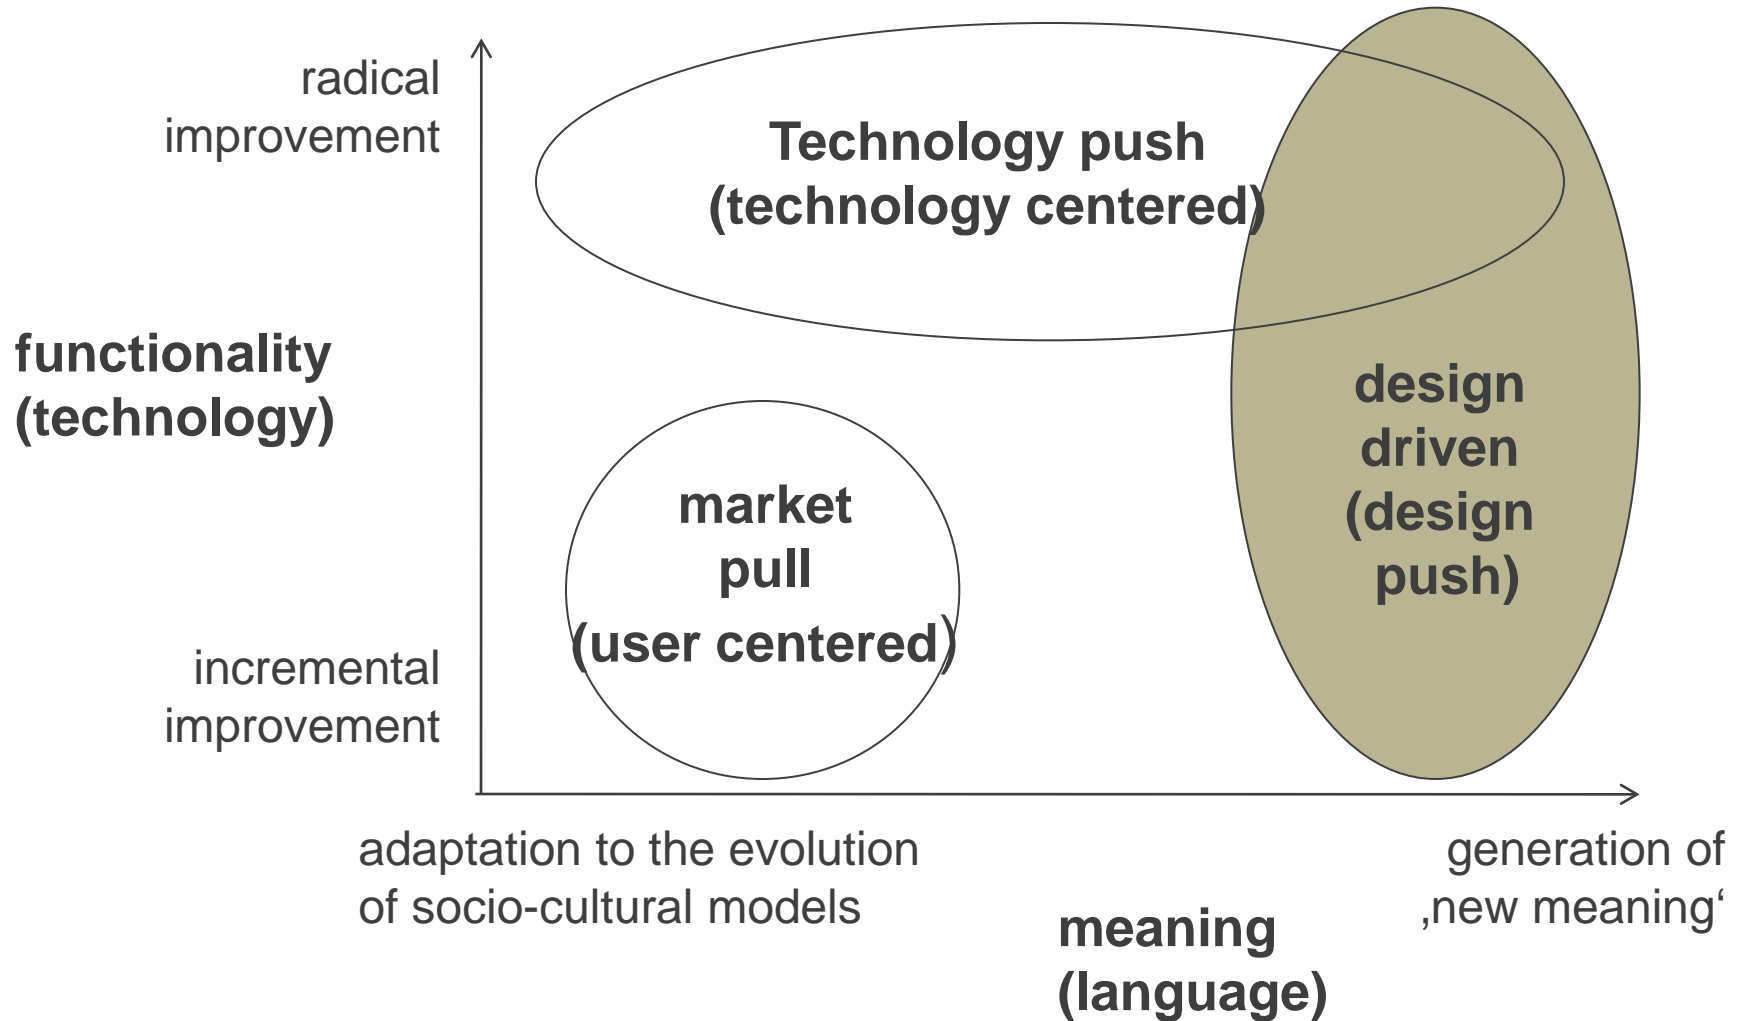 radical
improvement
Technology push
(technology centered)
functionality
(technology)
design
driven
(design
push)
market
pull
(user centered)
incremental
improvement
adaptation to the evolution
of socio-cultural models
generation of
‚new meaning‘
meaning
(language)